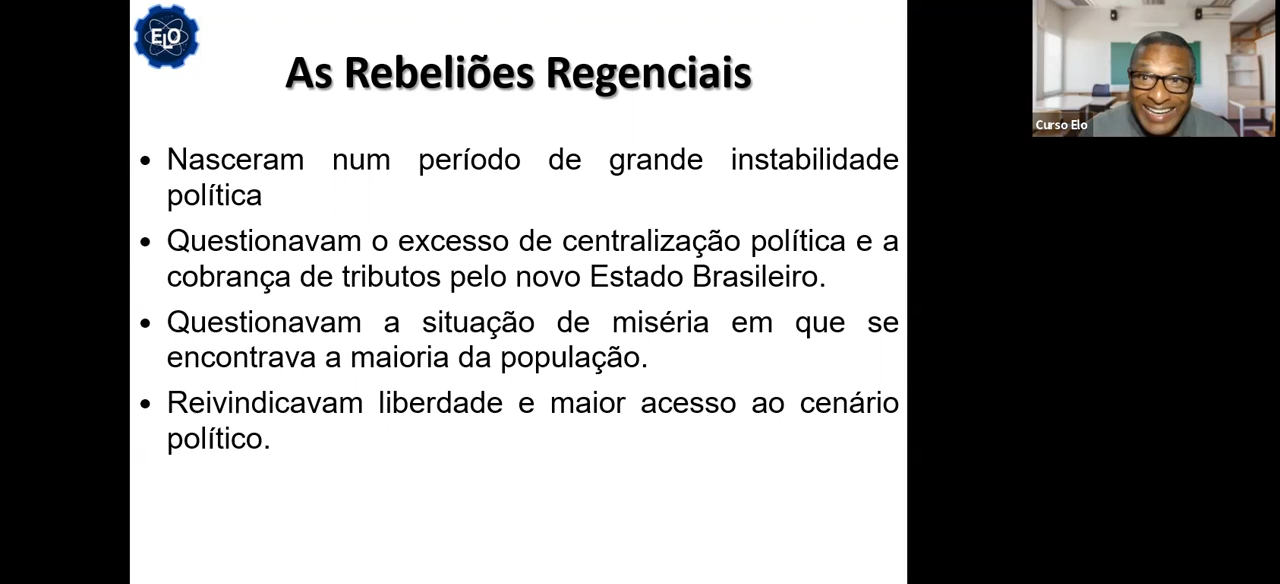 ELO
As Rebeliões Regenciais
Curso Elo
• Nasceram num período de grande instabilidade
política
• Questionavam o excesso de centralização política e a
cobrança de tributos pelo novo Estado Brasileiro.
• Questionavam a situação de miséria em que se
encontrava a maioria da população.
• Reivindicavam liberdade e maior acesso ao cenário
político.